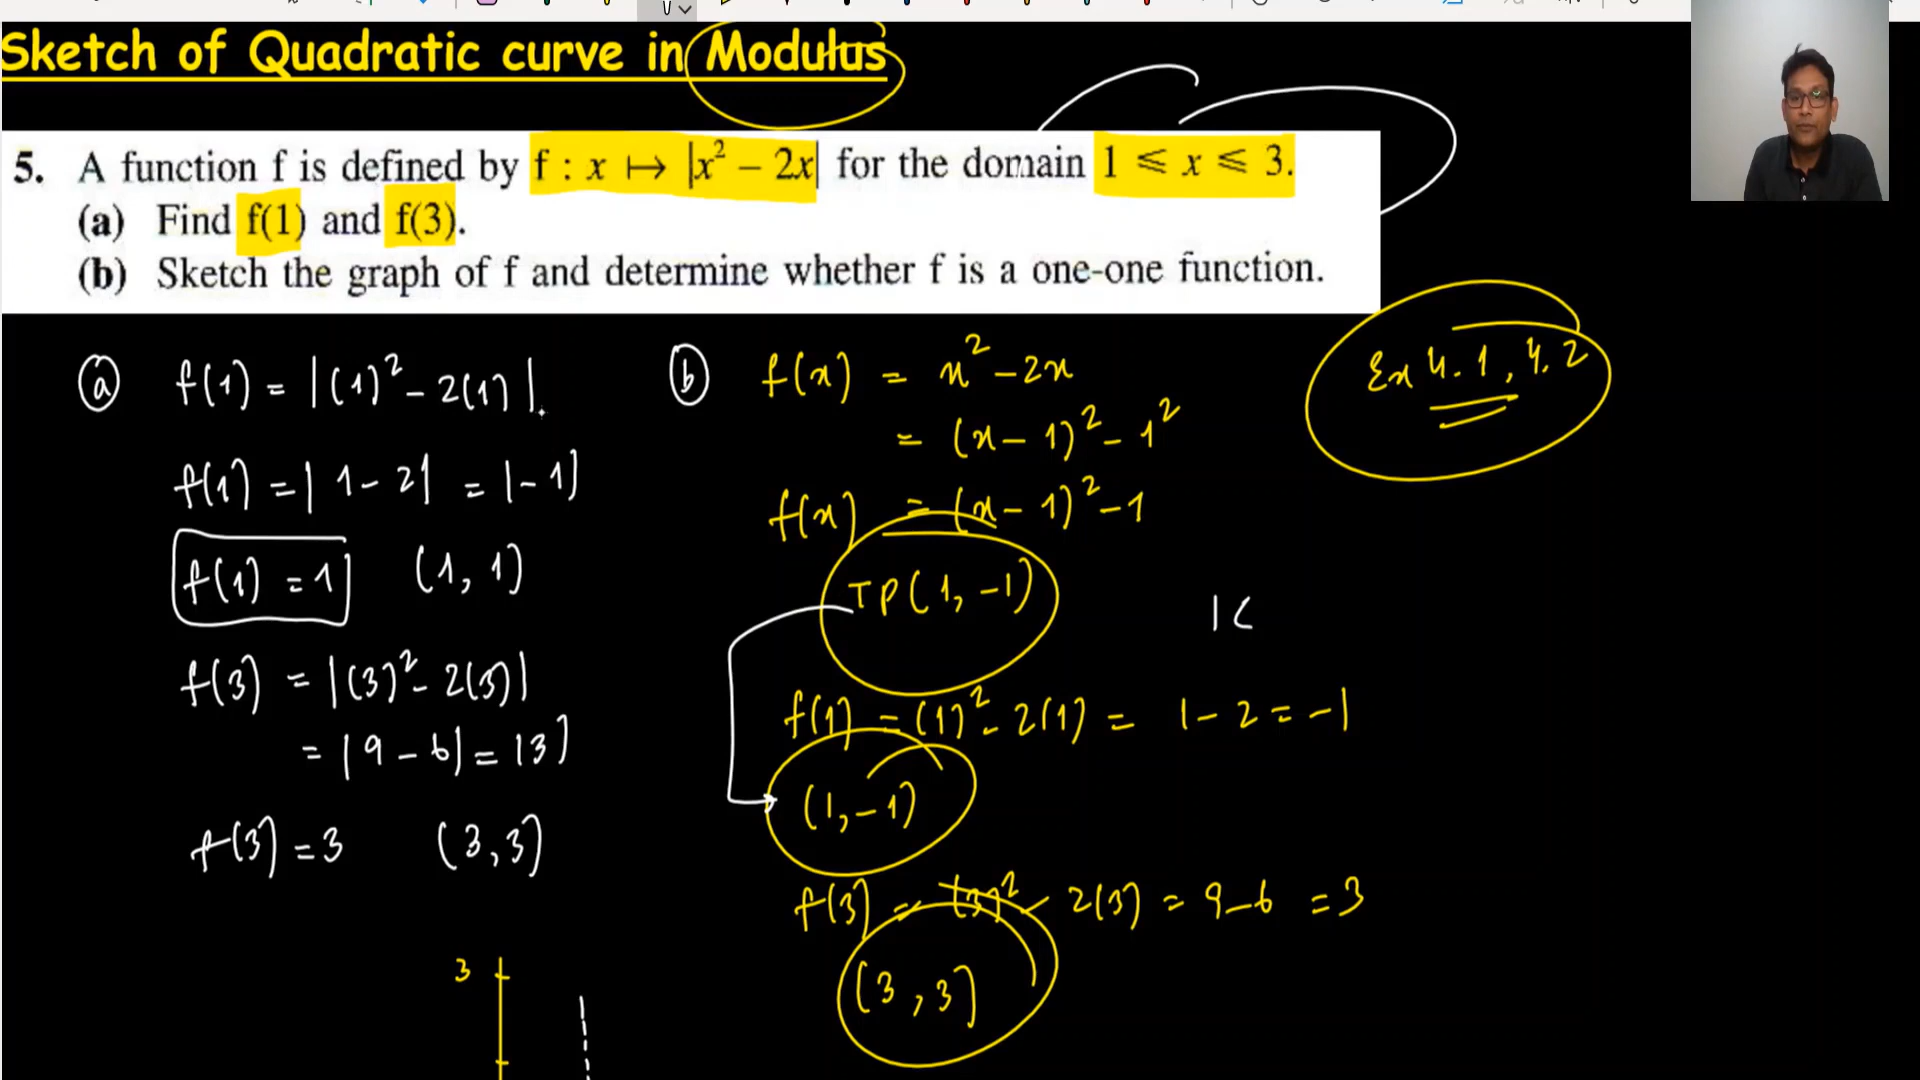 Sketch of Quadratic curve in Modulus
5. A function f is defined by f : x ↦ |x² − 2x| for the domain 1 ⩽ x ⩽ 3.
(a) Find f(1) and f(3).
(b) Sketch the graph of f and determine whether f is a one-one function.
ⓐ f(1) = |(1)² - 2(1)|.
f(1) = |1 - 2| = |-1|
f(1) = 1 (1, 1)
f(3) = |(3)² - 2(3)|
= |9 - 6| = |3|
f(3) = 3 (3, 3)
3
ⓑ f(x) = x² - 2x
= (x - 1)² - 1²
f(x) = (x - 1)² - 1
TP(1, -1)
1 <
f(1) = (1)² - 2(1) = 1 - 2 = -1
(1, -1)
f(3) = (3)² - 2(3) = 9 - 6 = 3
(3, 3)
Ex 4.1, 4.2